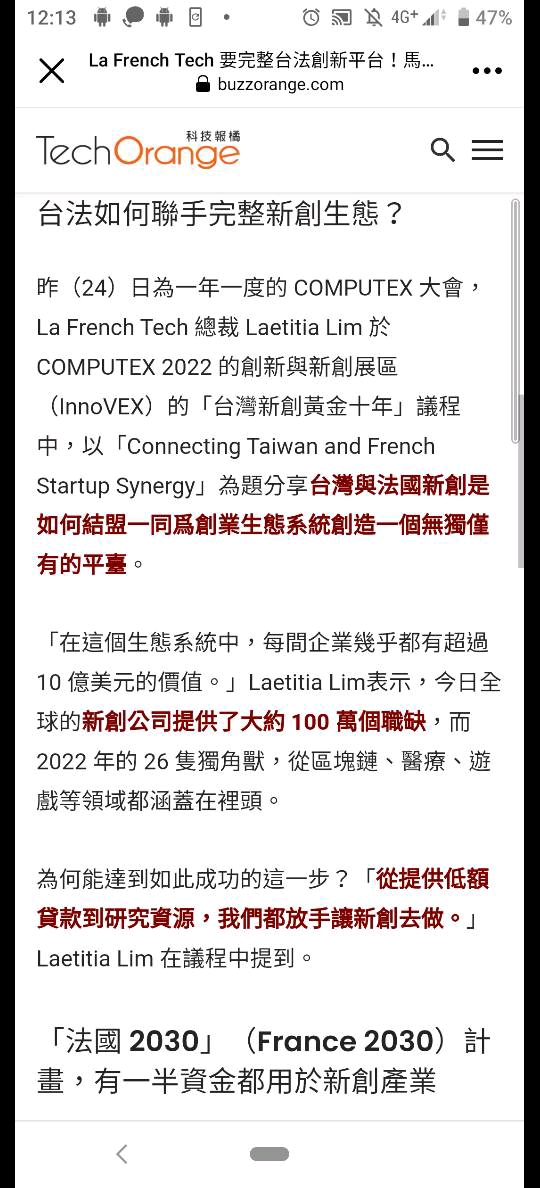 12:13
4G+
47%
La French Tech 要完整台法創新平台！馬...
buzzorange.com
科技報橘
TechOrange
台法如何聯手完整新創生態？
昨（24）日為一年一度的 COMPUTEX 大會，
La French Tech 總裁 Laetitia Lim 於
COMPUTEX 2022 的創新與新創展區
（InnoVEX）的「台灣新創黃金十年」議程
中，以「Connecting Taiwan and French
Startup Synergy」為題分享台灣與法國新創是
如何結盟一同爲創業生態系統創造一個無獨僅
有的平臺。
「在這個生態系統中，每間企業幾乎都有超過
10 億美元的價值。」Laetitia Lim表示，今日全
球的新創公司提供了大約 100 萬個職缺，而
2022 年的 26 隻獨角獸，從區塊鏈、醫療、遊
戲等領域都涵蓋在裡頭。
為何能達到如此成功的這一步？「從提供低額
貸款到研究資源，我們都放手讓新創去做。」
Laetitia Lim 在議程中提到。
「法國 2030」（France 2030）計
畫，有一半資金都用於新創產業